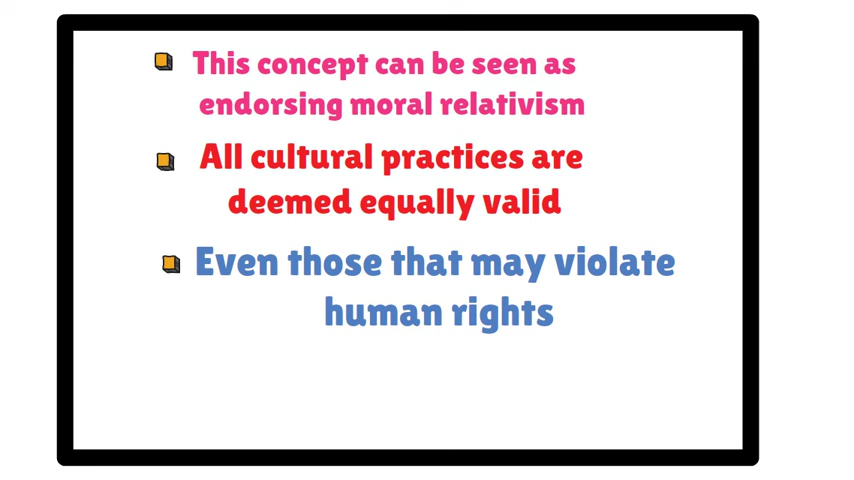 This concept can be seen as
endorsing moral relativism
All cultural practices are
deemed equally valid
Even those that may violate
human rights